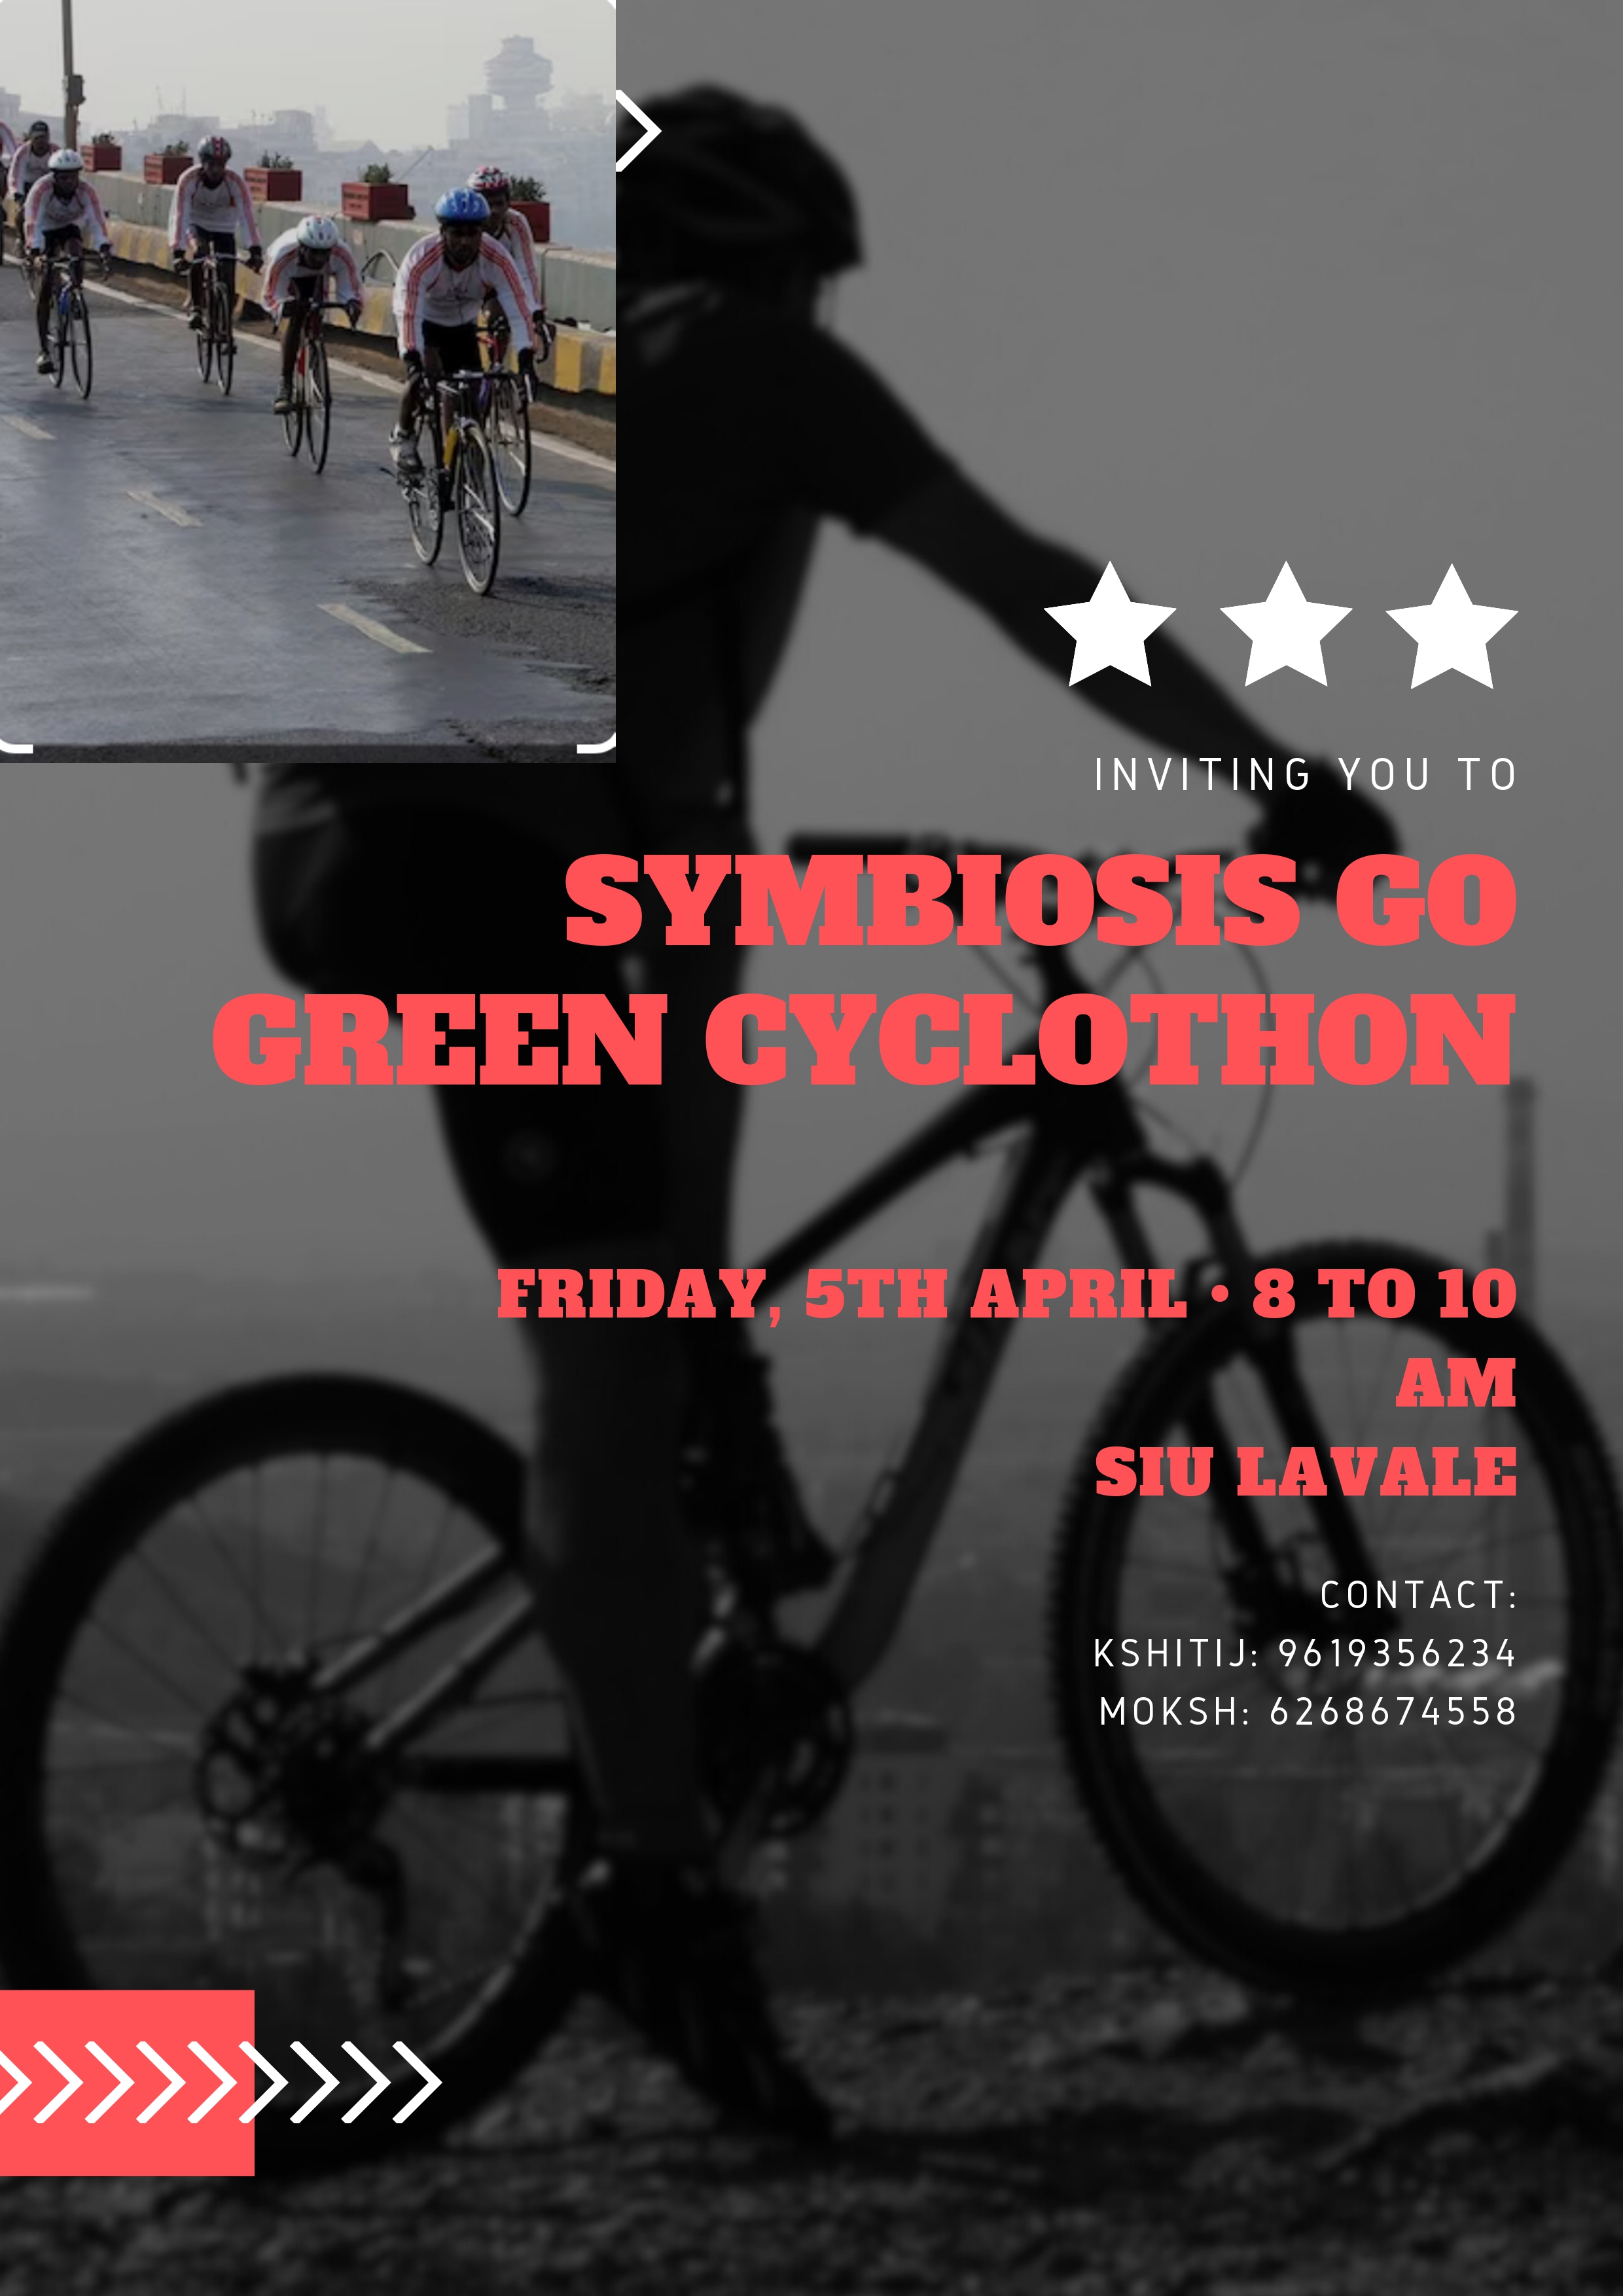 INVITING YOU TO
SYMBIOSIS GO
GREEN CYCLOTHON
FRIDAY, 5TH APRIL • 8 TO 10
AM
SIU LAVALE
CONTACT:
KSHITIJ: 9619356234
MOKSH: 6268674558